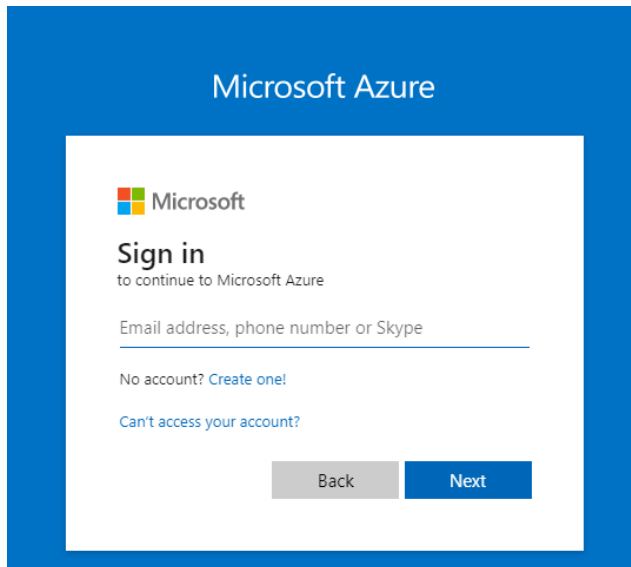 Microsoft Azure
Microsoft
Sign in
to continue to Microsoft Azure
Email address, phone number or Skype
No account? Create one!
Can't access your account?
Back
Next